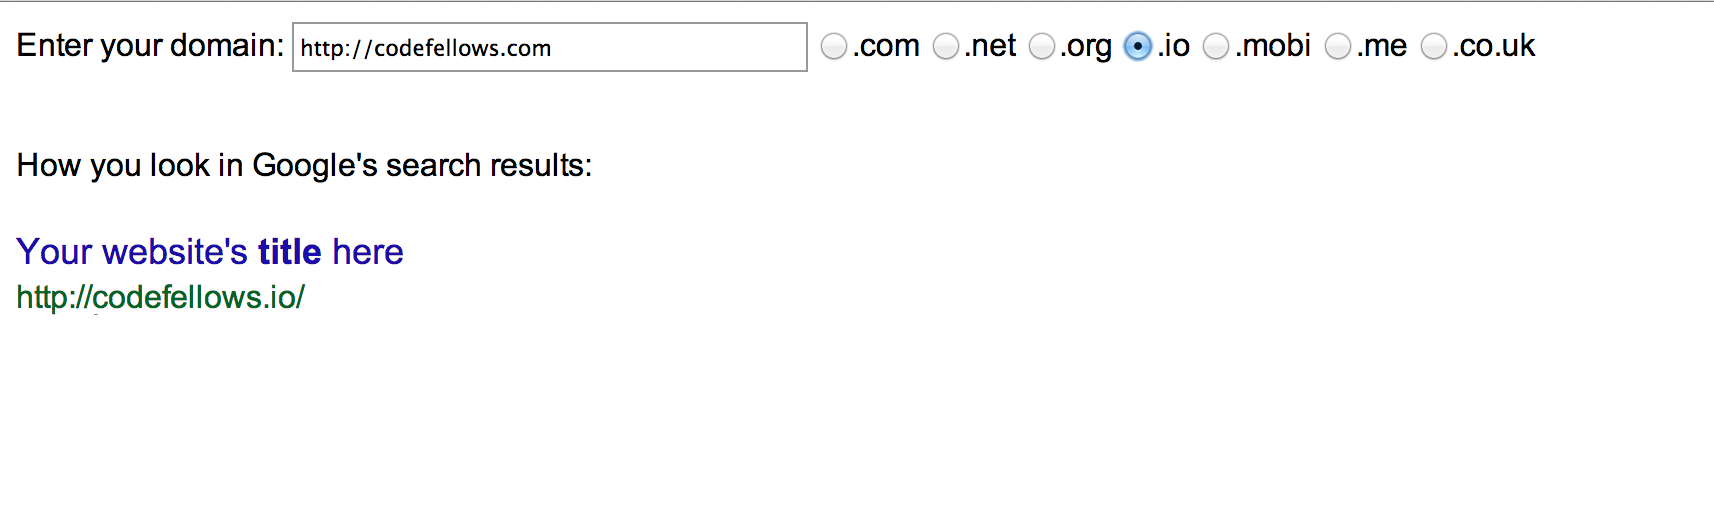 Enter your domain: http://codefellows.com .com .net .org .io .mobi .me .co.uk
How you look in Google's search results:
Your website's title here
http://codefellows.io/